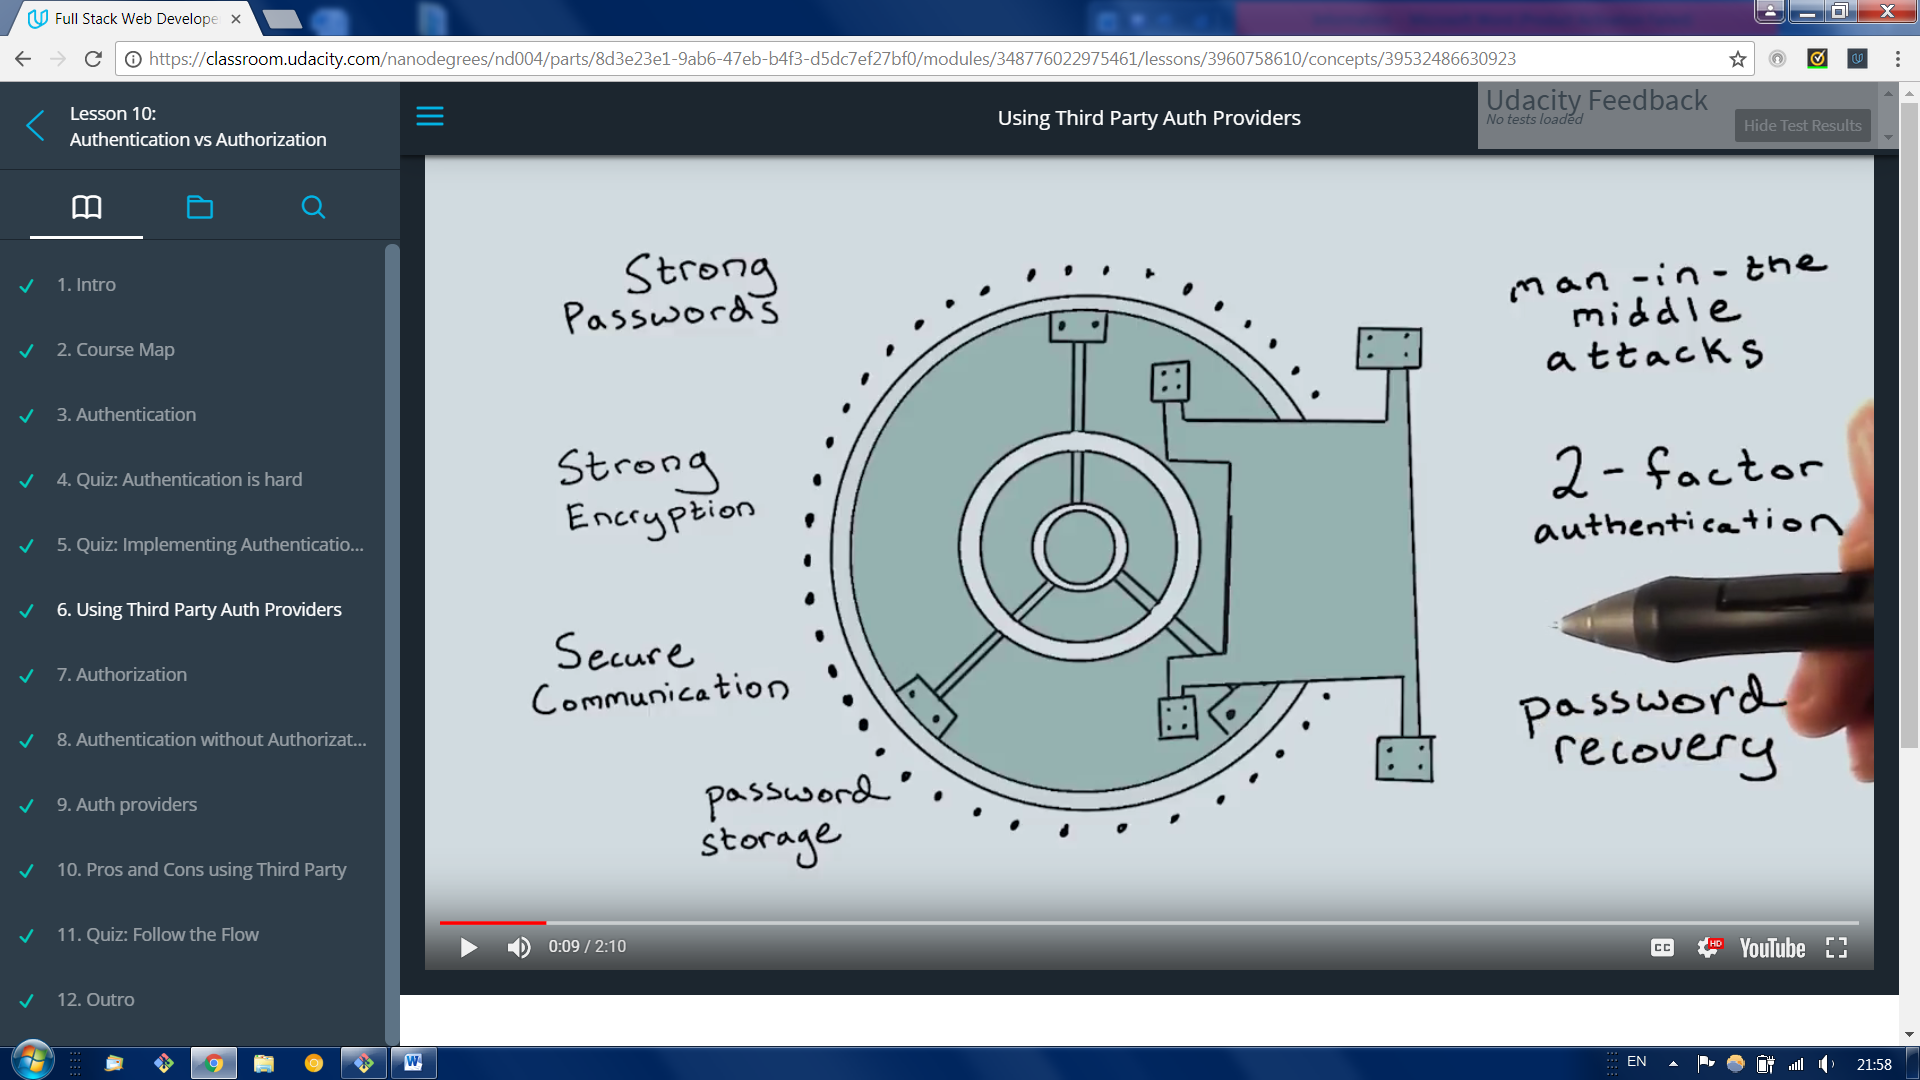 Full Stack Web Develope
https://classroom.udacity.com/nanodegrees/nd004/parts/8d3e23e1-9ab6-47eb-b4f3-d5dc7ef27bf0/modules/348776022975461/lessons/3960758610/concepts/39532486630923
Lesson 10:
Authentication vs Authorization
1. Intro
2. Course Map
3. Authentication
4. Quiz: Authentication is hard
5. Quiz: Implementing Authenticatio...
6. Using Third Party Auth Providers
7. Authorization
8. Authentication without Authorizat...
9. Auth providers
10. Pros and Cons using Third Party
11. Quiz: Follow the Flow
12. Outro
Using Third Party Auth Providers
Udacity Feedback
No tests loaded
Hide Test Results
Strong
Passwords
Strong
Encryption
Secure
Communication
password
storage
man-in-the
middle
attacks
2-factor
authentication
password
recovery
0:09 / 2:10
CC
HD
YouTube
EN
21:58